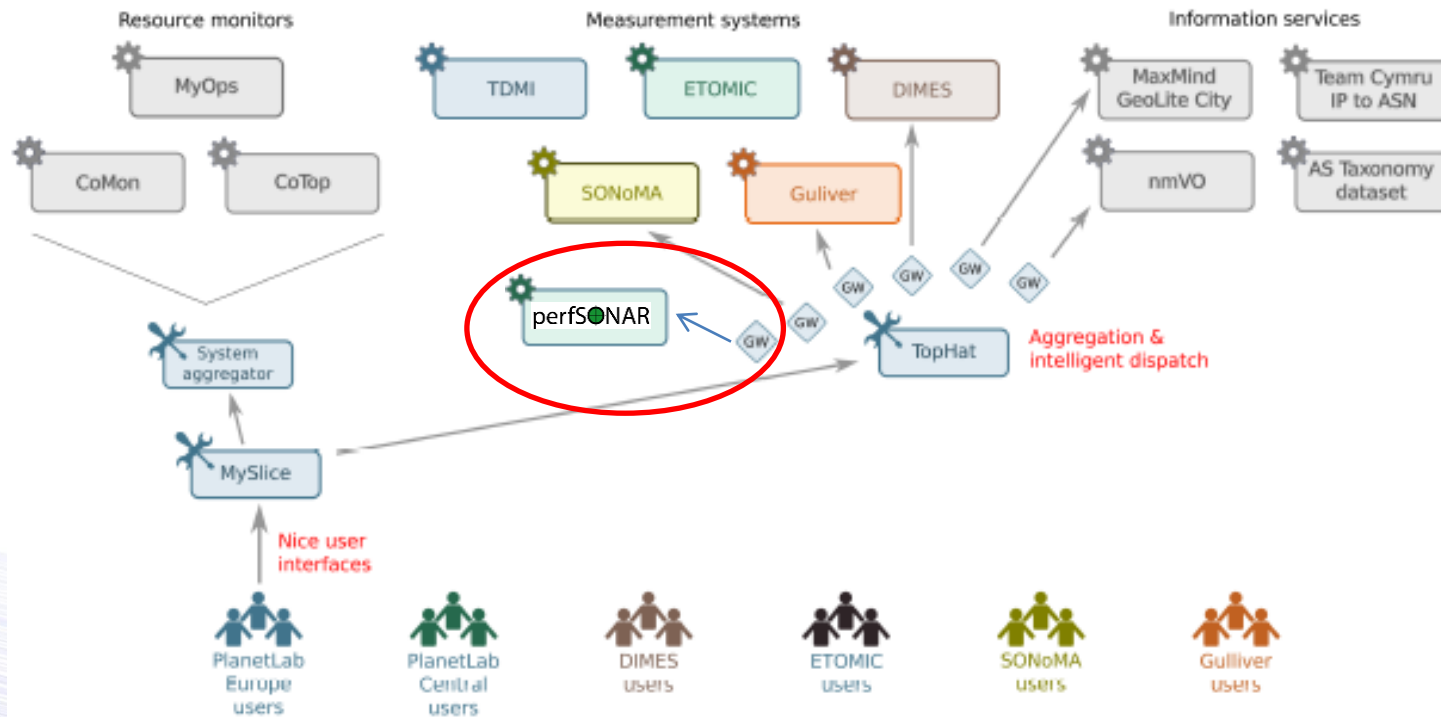 Resource monitors
Measurement systems
Information services
MyOps
TDMI
ETOMIC
DIMES
MaxMind
GeoLite City
Team Cymru
IP to ASN
CoMon
CoTop
SONoMA
Guliver
nmVO
AS Taxonomy
dataset
GW
GW
GW
GW
GW
GW
perfSONAR
System
aggregator
TopHat
Aggregation &
intelligent dispatch
MySlice
Nice user
interfaces
PlanetLab
Europe
users
PlanetLab
Central
users
DIMES
users
ETOMIC
users
SONoMA
users
Gulliver
users